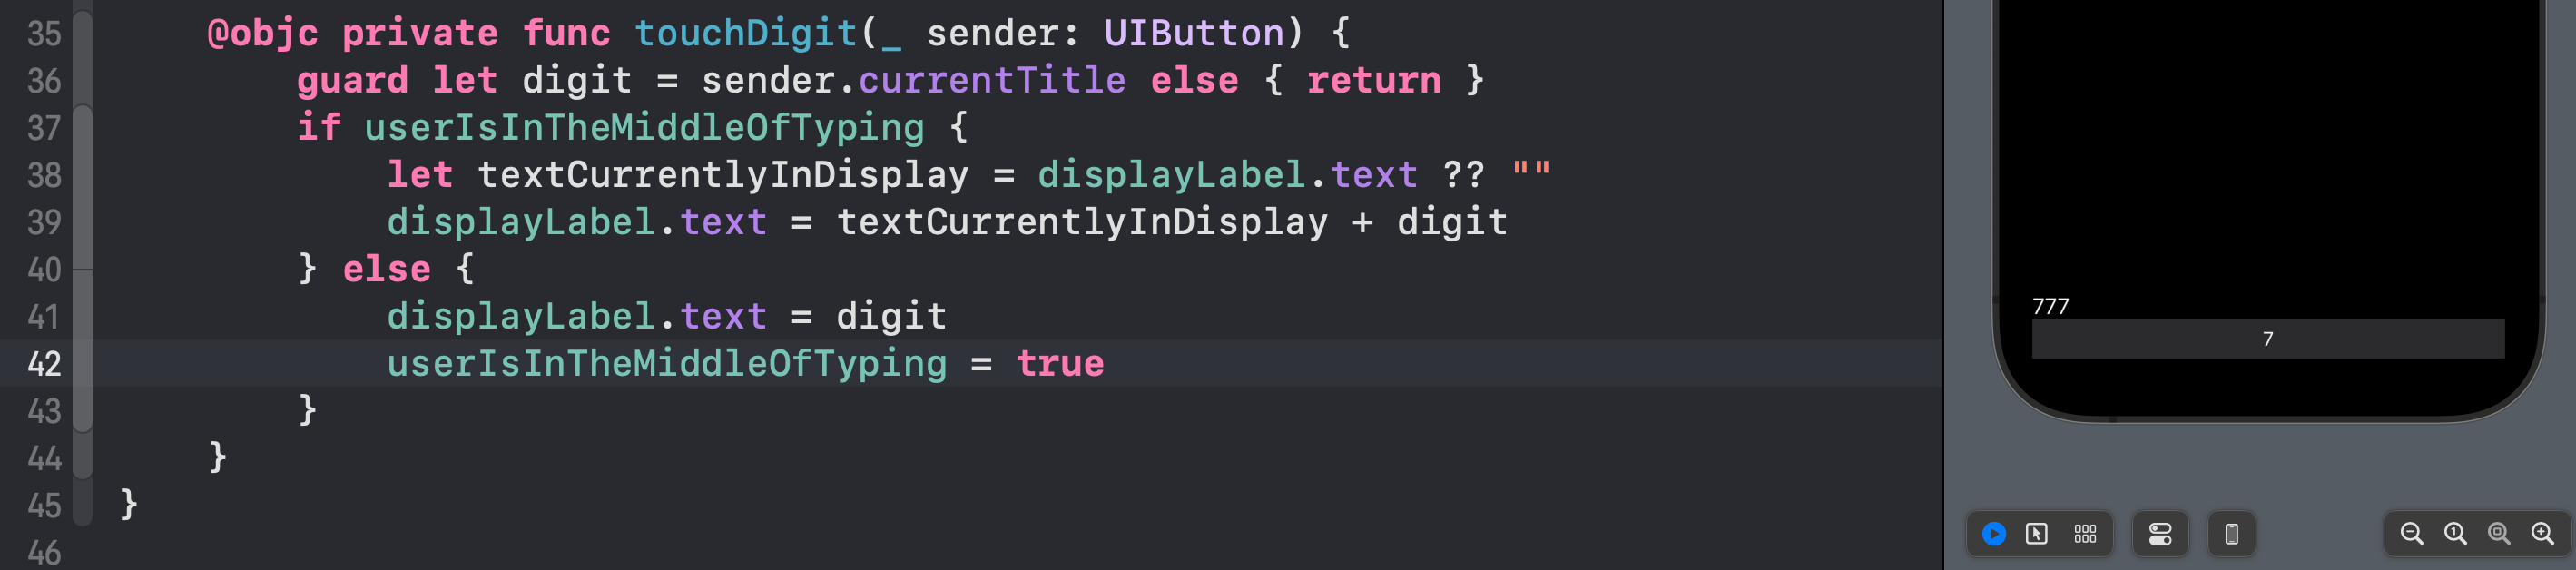 35 @objc private func touchDigit(_ sender: UIButton) {
36 guard let digit = sender.currentTitle else { return }
37 if userIsInTheMiddleOfTyping {
38 let textCurrentlyInDisplay = displayLabel.text ?? ""
39 displayLabel.text = textCurrentlyInDisplay + digit
40 } else {
41 displayLabel.text = digit
42 userIsInTheMiddleOfTyping = true
43 }
44 }
45 }
46
777
7